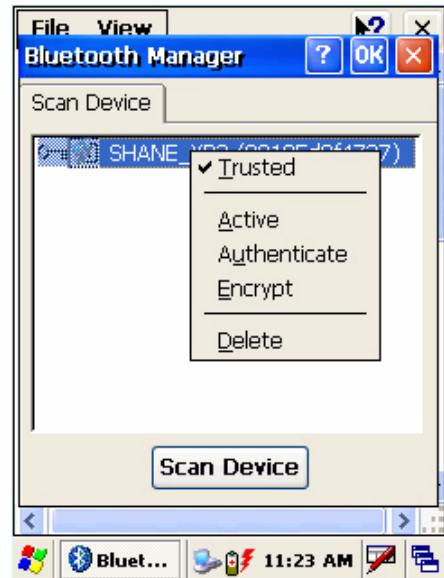 File View
Bluetooth Manager ? OK
Scan Device
SHANE
Trusted
Active
Authenticate
Encrypt
Delete
Scan Device
Bluet... 11:23 AM